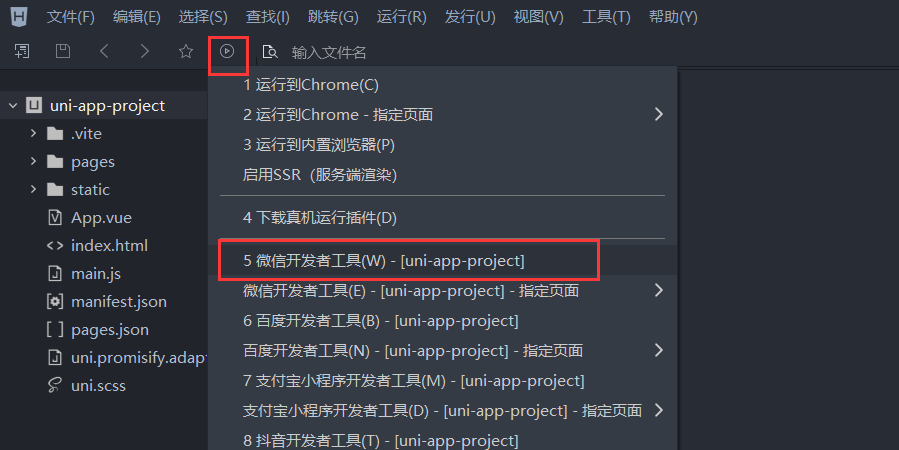 文件(F) 编辑(E) 选择(S) 查找(I) 跳转(G) 运行(R) 发行(U) 视图(V) 工具(T) 帮助(Y)
输入文件名
uni-app-project
.vite
pages
static
App.vue
index.html
main.js
manifest.json
pages.json
uni.promisify.adapt
uni.scss
1 运行到Chrome(C)
2 运行到Chrome - 指定页面
3 运行到内置浏览器(P)
启用SSR（服务端渲染)
4 下载真机运行插件(D)
5 微信开发者工具(W) - [uni-app-project]
微信开发者工具(E) - [uni-app-project] - 指定页面
6 百度开发者工具(B) - [uni-app-project]
百度开发者工具(N) - [uni-app-project] - 指定页面
7 支付宝小程序开发者工具(M) - [uni-app-project]
支付宝小程序开发者工具(D) - [uni-app-project] - 指定页面
8 抖音开发者工具(T) - [uni-app-project]